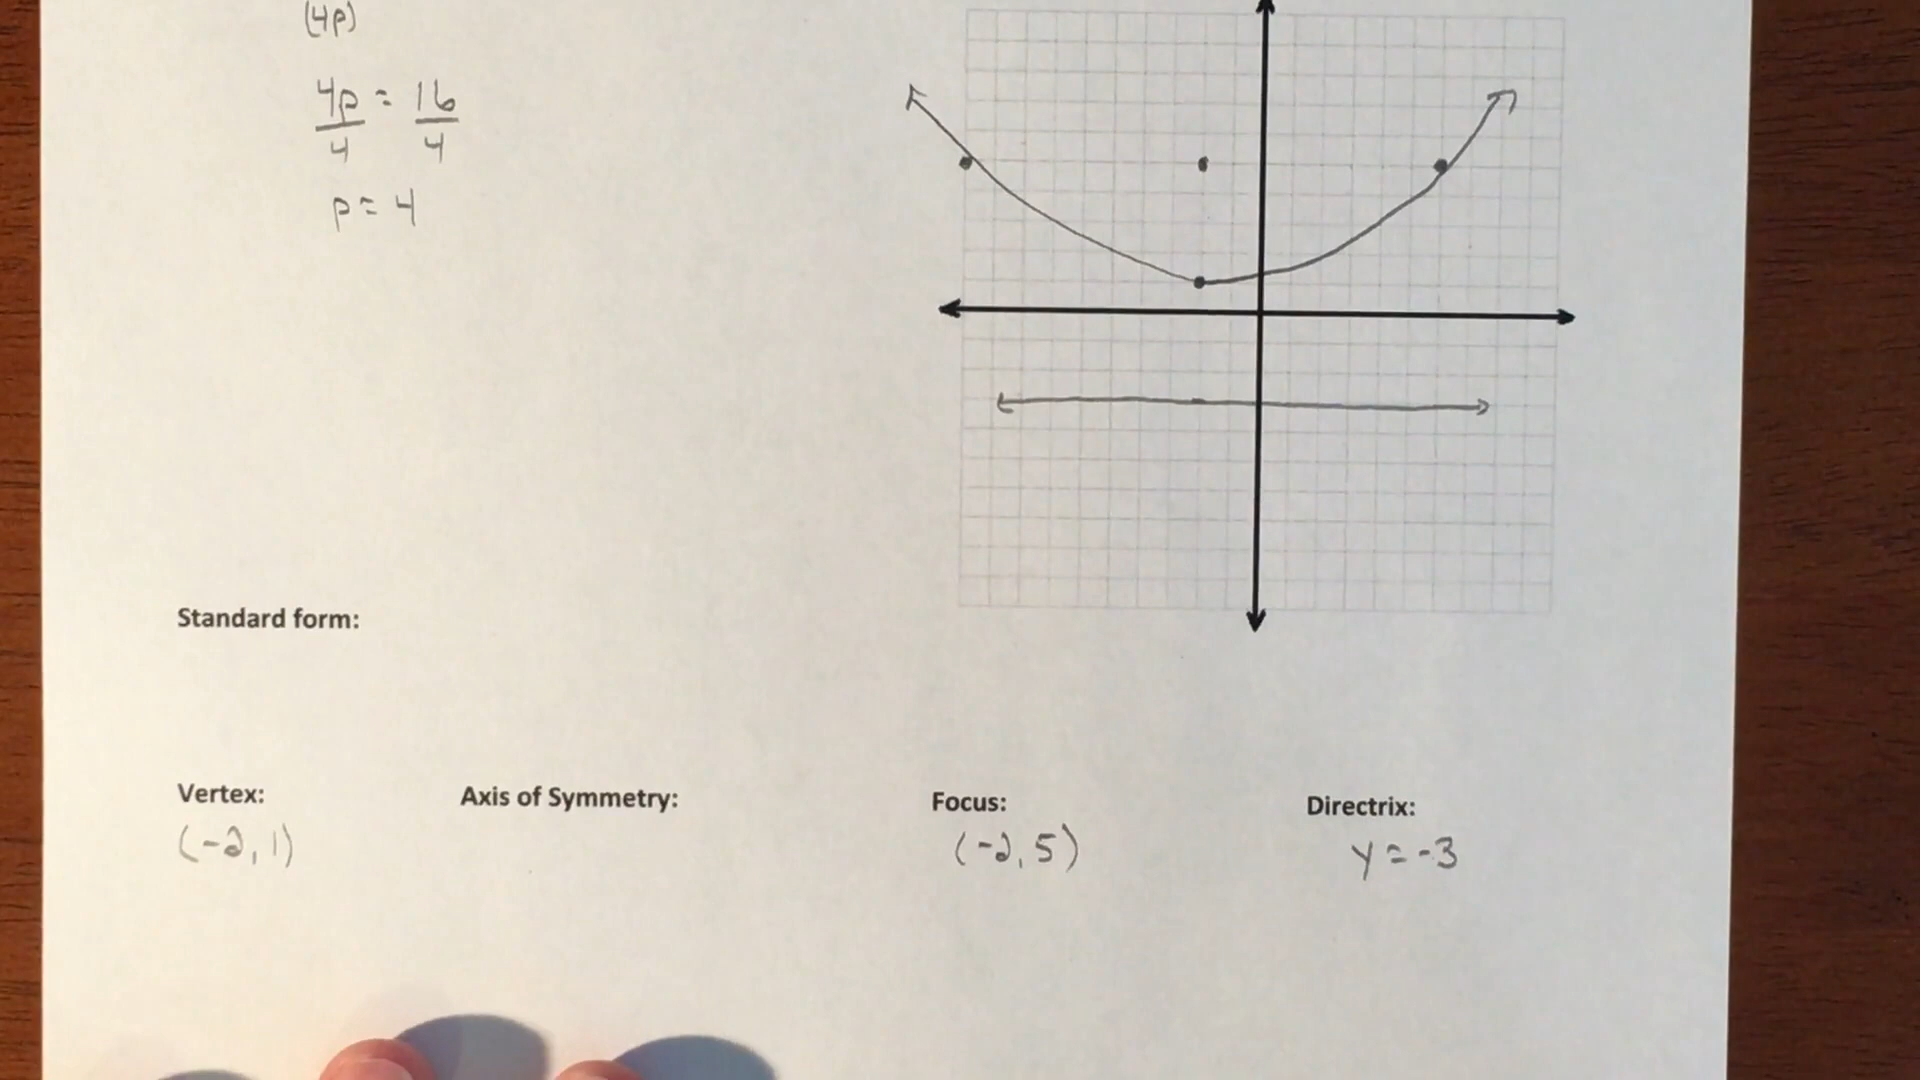 (4p)
4p = 16
4 4
p = 4
Standard form:
Vertex: Axis of Symmetry: Focus: Directrix:
(-2, 1) (-2, 5) y = -3